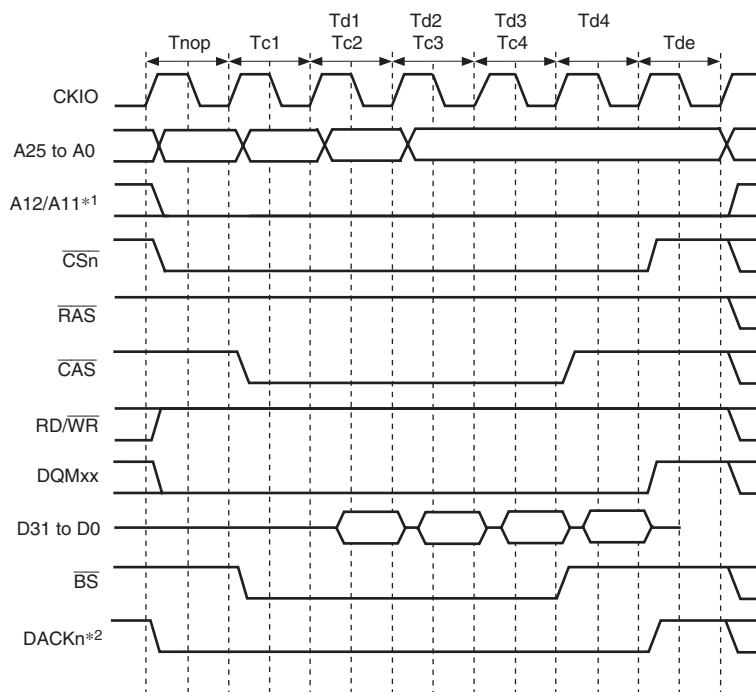 Td1 Td2 Td3 Td4
Tnop Tc1 Tc2 Tc3 Tc4 Tde
CKIO
A25 to A0
A12/A11*1
CSn
RAS
CAS
RD/WR
DQMxx
D31 to D0
BS
DACKn*2